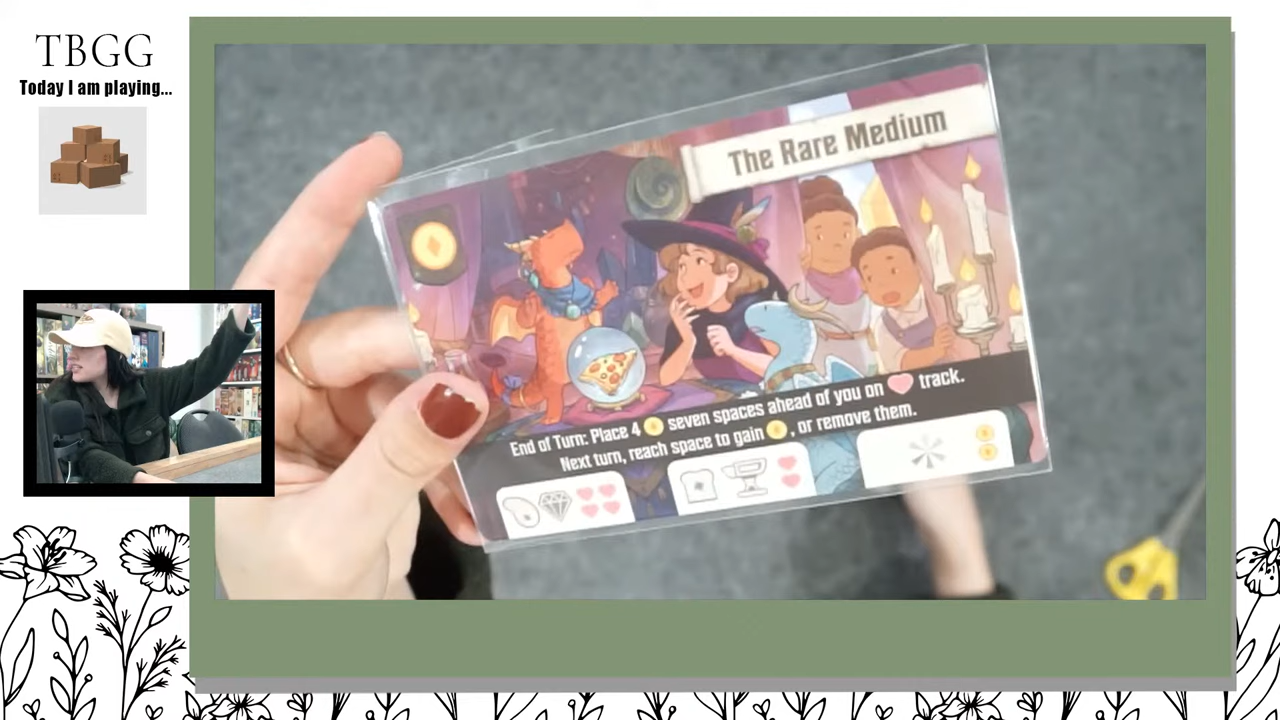 TBGG
Today I am playing...
The Rare Medium
End of Turn: Place 4 seven spaces ahead of you on track.
Next turn, reach space to gain , or remove them.